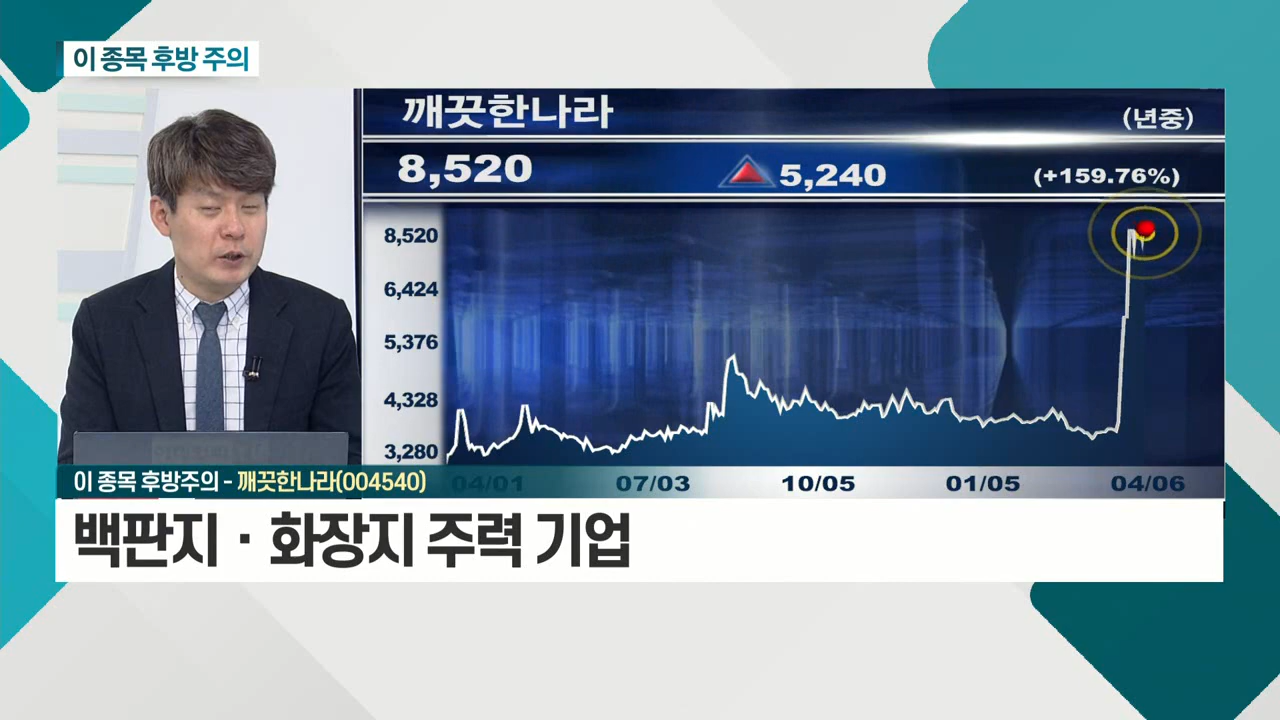 이 종목 후방 주의
깨끗한나라
(년중)
8,520
5,240
(+159.76%)
8,520
6,424
5,376
4,328
3,280
04/01
07/03
10/05
01/05
04/06
이 종목 후방주의 - 깨끗한나라(004540)
백판지 · 화장지 주력 기업